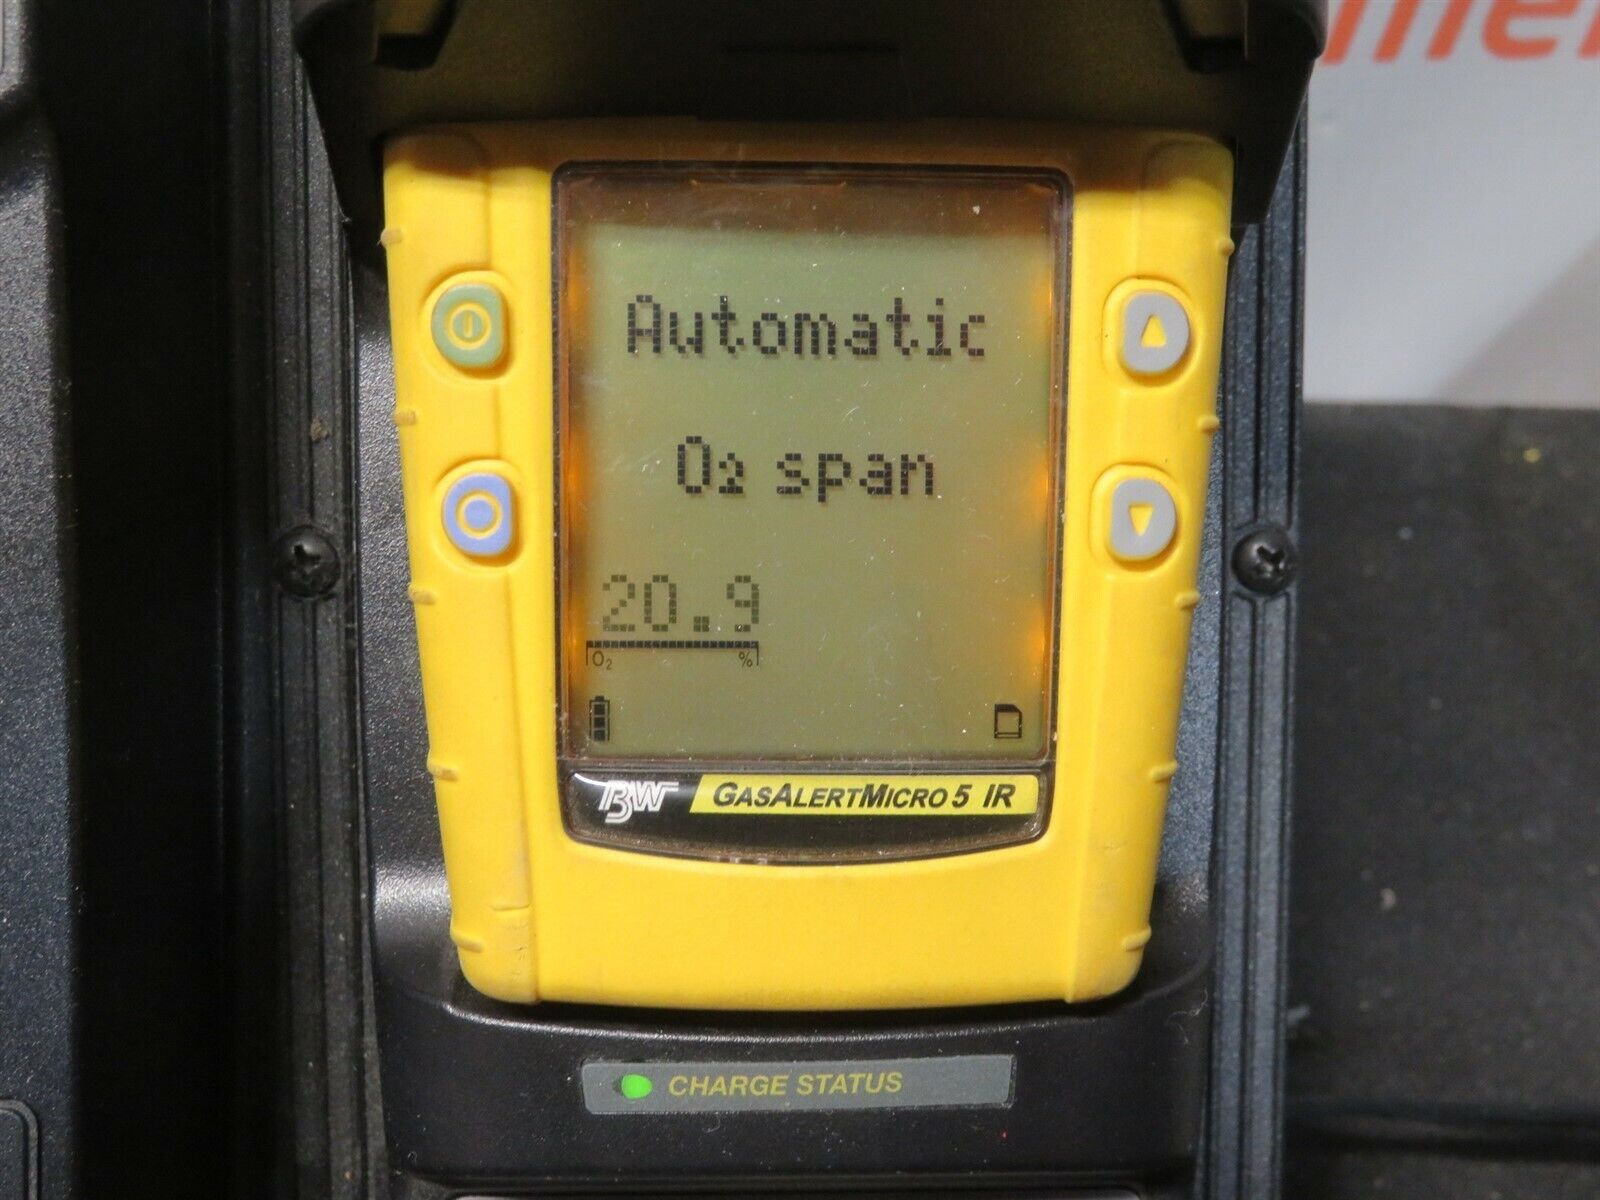 Automatic
O₂ span
20.9
O₂ %
BW GASALERTMICRO 5 IR
CHARGE STATUS